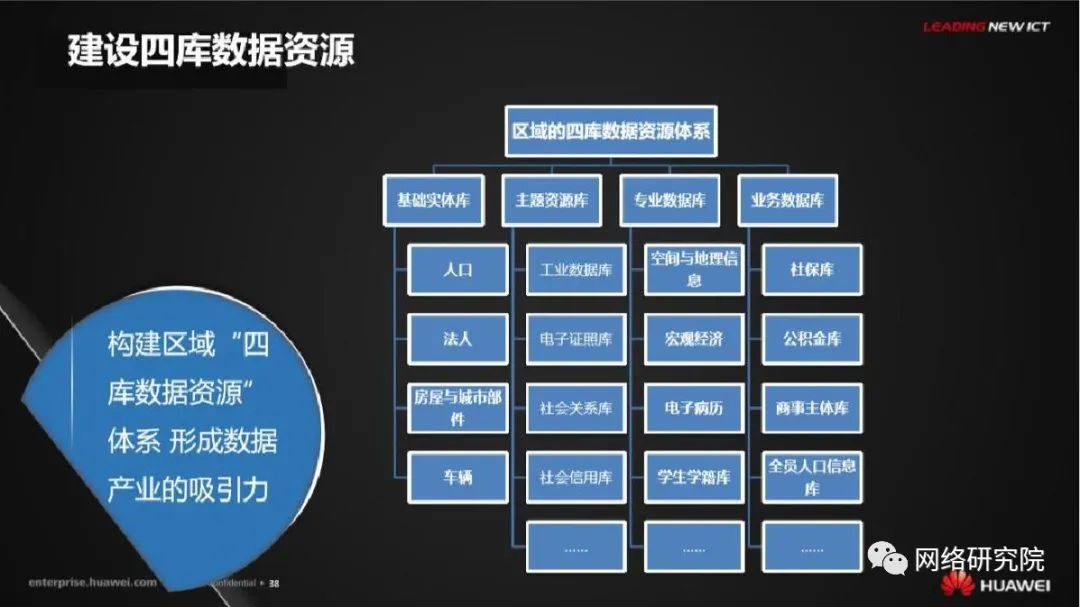 LEADING NEW ICT
建设四库数据资源
区域的四库数据资源体系
基础实体库
主题资源库
专业数据库
业务数据库
人口
工业数据库
空间与地理信
息
社保库
法人
电子证照库
宏观经济
公积金库
房屋与城市部
件
社会关系库
电子病历
商事主体库
车辆
社会信用库
学生学籍库
全员人口信息
库
……
……
……
构建区域“四
库数据资源”
体系 形成数据
产业的吸引力
网络研究院
enterprise.huawei.com
onfidential • 38
HUAWEI